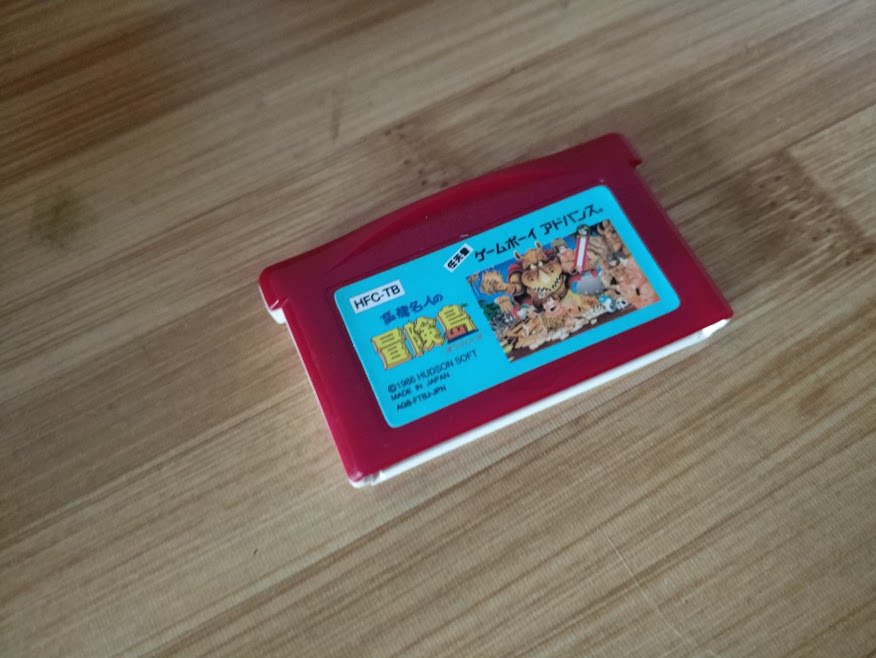 任天堂
ゲームボーイ アドバンス®
HFC-TB
高橋名人の
冒険島
©1986 HUDSON SOFT
MADE IN JAPAN
AGB-FTBJ-JPN